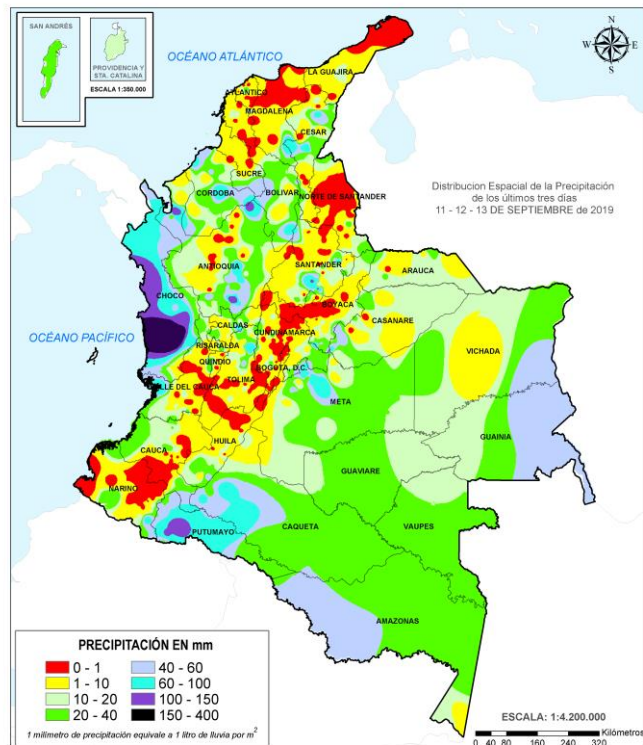 SAN ANDRÉS
PROVIDENCIA Y
STA. CATALINA
ESCALA 1:350.000
OCÉANO ATLÁNTICO
N
W
E
S
LA GUAJIRA
ATLANTICO
MAGDALENA
CESAR
SUCRE
CORDOBA
BOLIVAR
NORTE DE SANTANDER
Distribucion Espacial de la Precipitación
de los últimos tres días
11 - 12 - 13 DE SEPTIEMBRE de 2019
ANTIOQUIA
SANTANDER
ARAUCA
CHOCO
BOYACA
CASANARE
OCÉANO PACÍFICO
CALDAS
CUNDINAMARCA
RISARALDA
VICHADA
QUINDIO
BOGOTA, D.C.
TOLIMA
VALLE DEL CAUCA
META
GUAINIA
CAUCA
HUILA
GUAVIARE
NARIÑO
PUTUMAYO
CAQUETA
VAUPES
AMAZONAS
PRECIPITACIÓN EN mm
0 - 1
40 - 60
1 - 10
60 - 100
10 - 20
100 - 150
20 - 40
150 - 400
1 milimetro de precipitación equivale a 1 litro de lluvia por m²
ESCALA: 1:4.200.000
Kilómetros
0 40 80 160 240 320